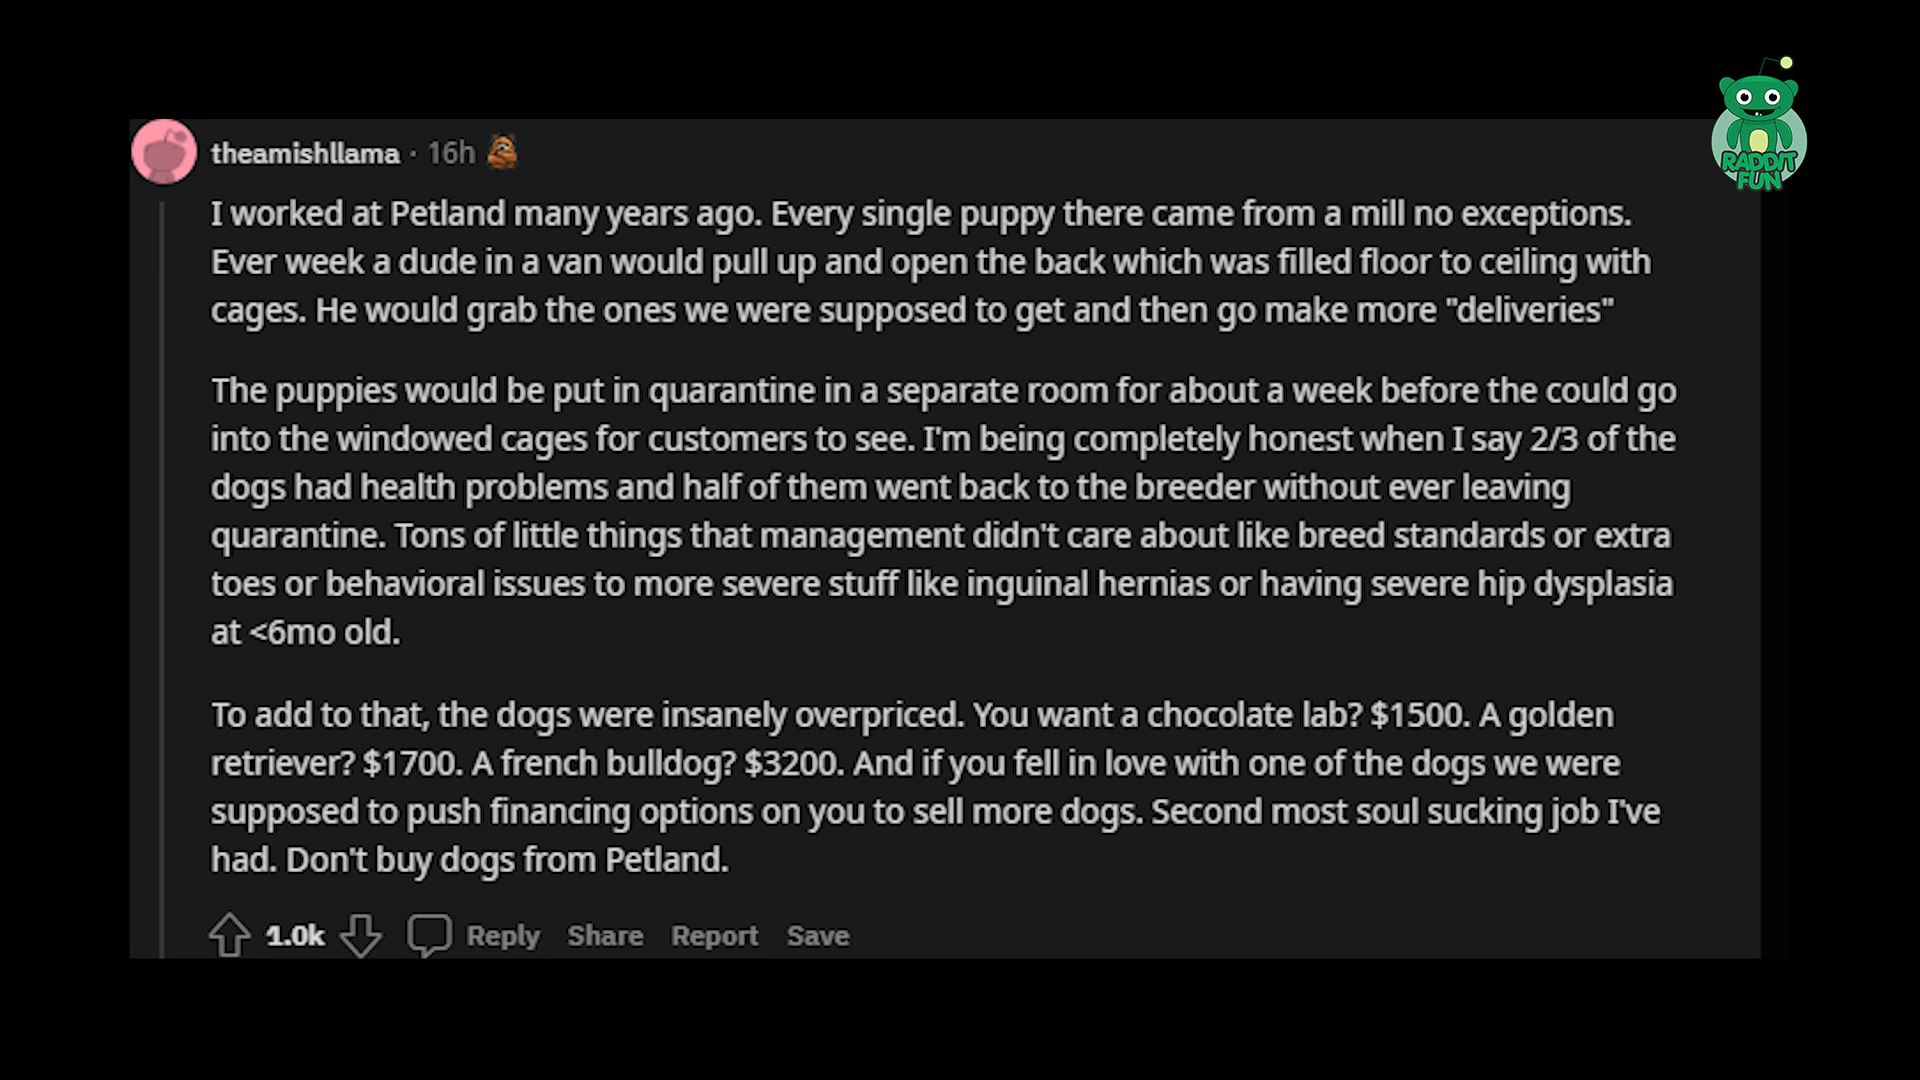 theamishllama · 16h
RADDIT
FUN
I worked at Petland many years ago. Every single puppy there came from a mill no exceptions.
Ever week a dude in a van would pull up and open the back which was filled floor to ceiling with
cages. He would grab the ones we were supposed to get and then go make more "deliveries"
The puppies would be put in quarantine in a separate room for about a week before the could go
into the windowed cages for customers to see. I'm being completely honest when I say 2/3 of the
dogs had health problems and half of them went back to the breeder without ever leaving
quarantine. Tons of little things that management didn't care about like breed standards or extra
toes or behavioral issues to more severe stuff like inguinal hernias or having severe hip dysplasia
at <6mo old.
To add to that, the dogs were insanely overpriced. You want a chocolate lab? $1500. A golden
retriever? $1700. A french bulldog? $3200. And if you fell in love with one of the dogs we were
supposed to push financing options on you to sell more dogs. Second most soul sucking job I've
had. Don't buy dogs from Petland.
1.0k Reply Share Report Save